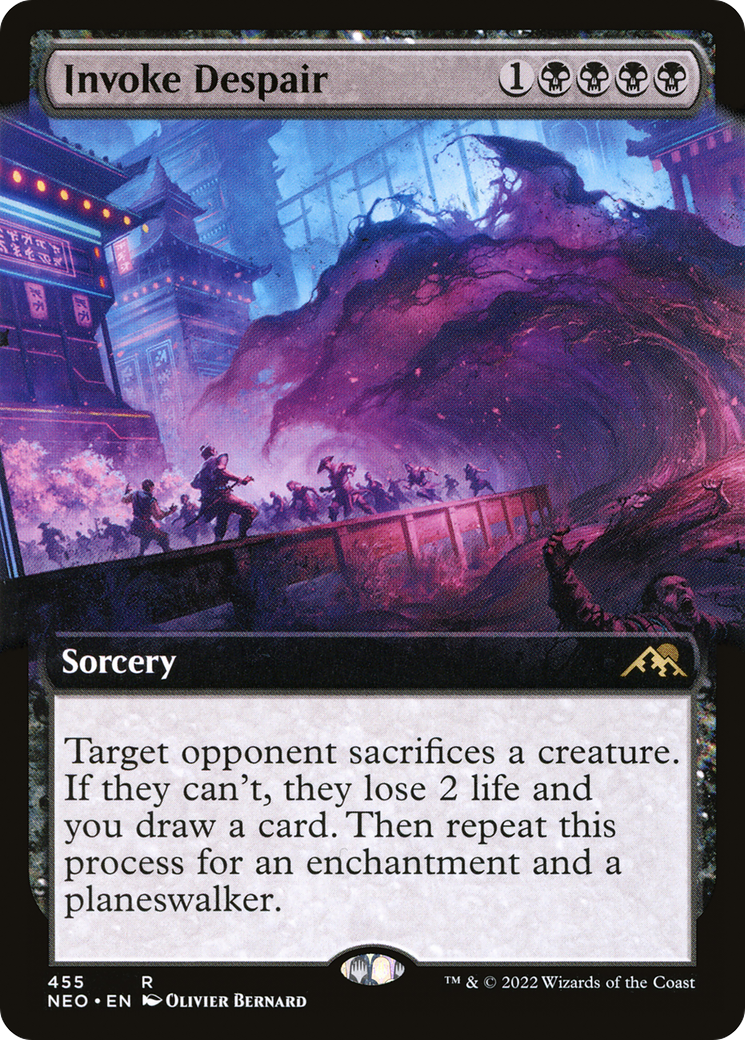 Invoke Despair 1
Sorcery
Target opponent sacrifices a creature.
If they can't, they lose 2 life and
you draw a card. Then repeat this
process for an enchantment and a
planeswalker.
455 R
NEO • EN OLIVIER BERNARD
™ & © 2022 Wizards of the Coast